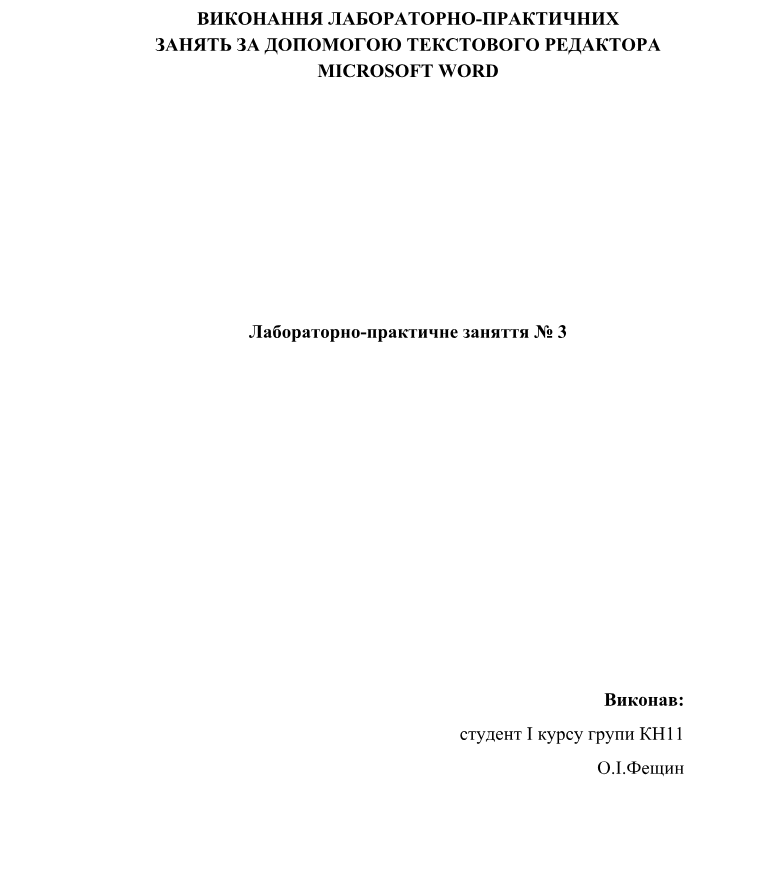 ВИКОНАННЯ ЛАБОРАТОРНО-ПРАКТИЧНИХ
ЗАНЯТЬ ЗА ДОПОМОГОЮ ТЕКСТОВОГО РЕДАКТОРА
MICROSOFT WORD
Лабораторно-практичне заняття № 3
Виконав:
студент І курсу групи КН11
О.І.Фещин